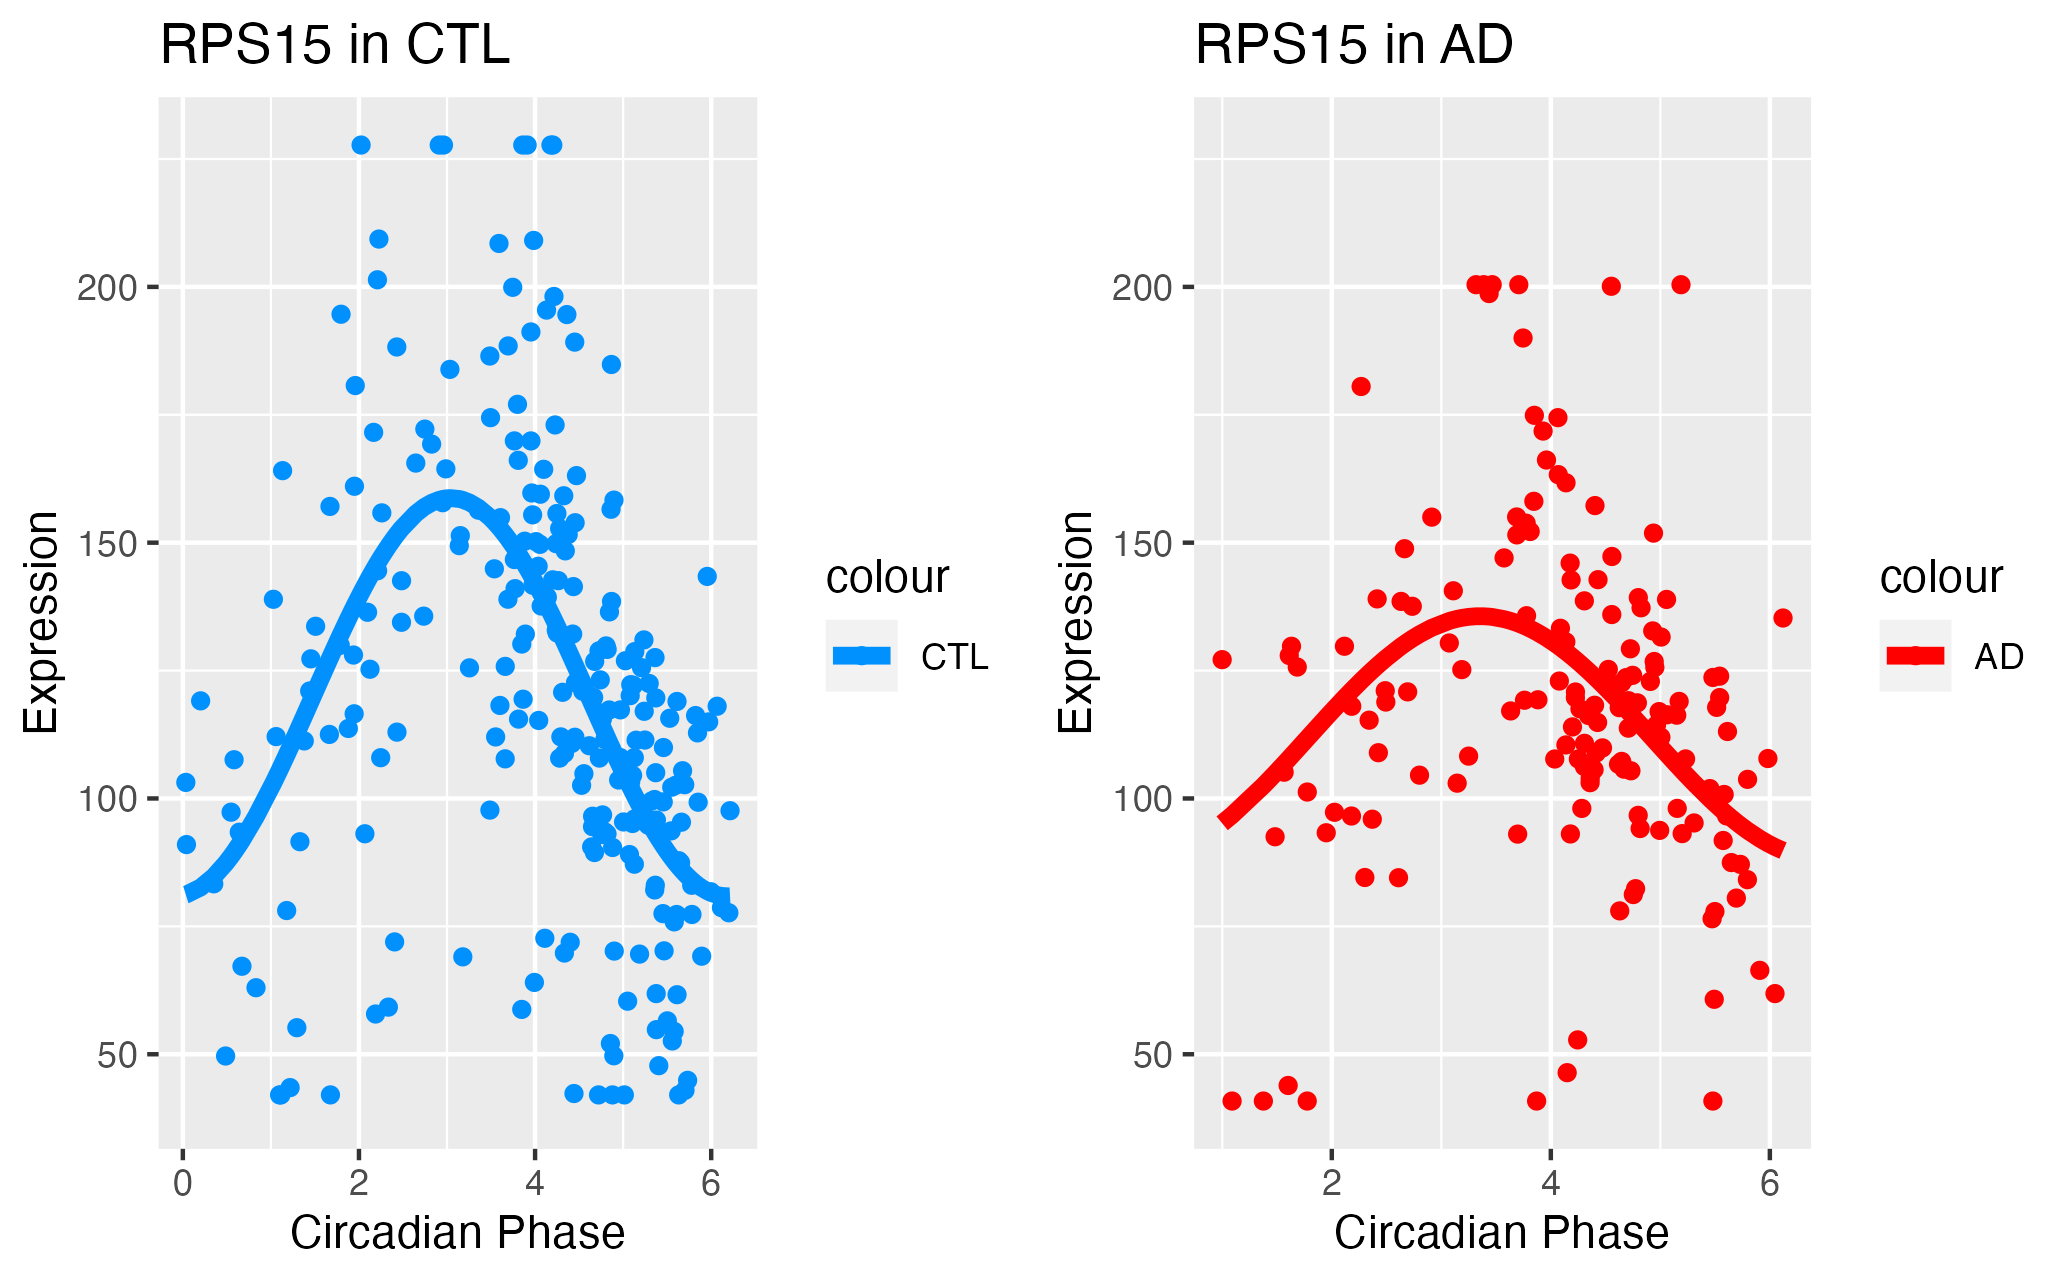 RPS15 in CTL
Expression
200
150
100
50
0 2 4 6
Circadian Phase
colour
CTL
RPS15 in AD
Expression
200
150
100
50
2 4 6
Circadian Phase
colour
AD